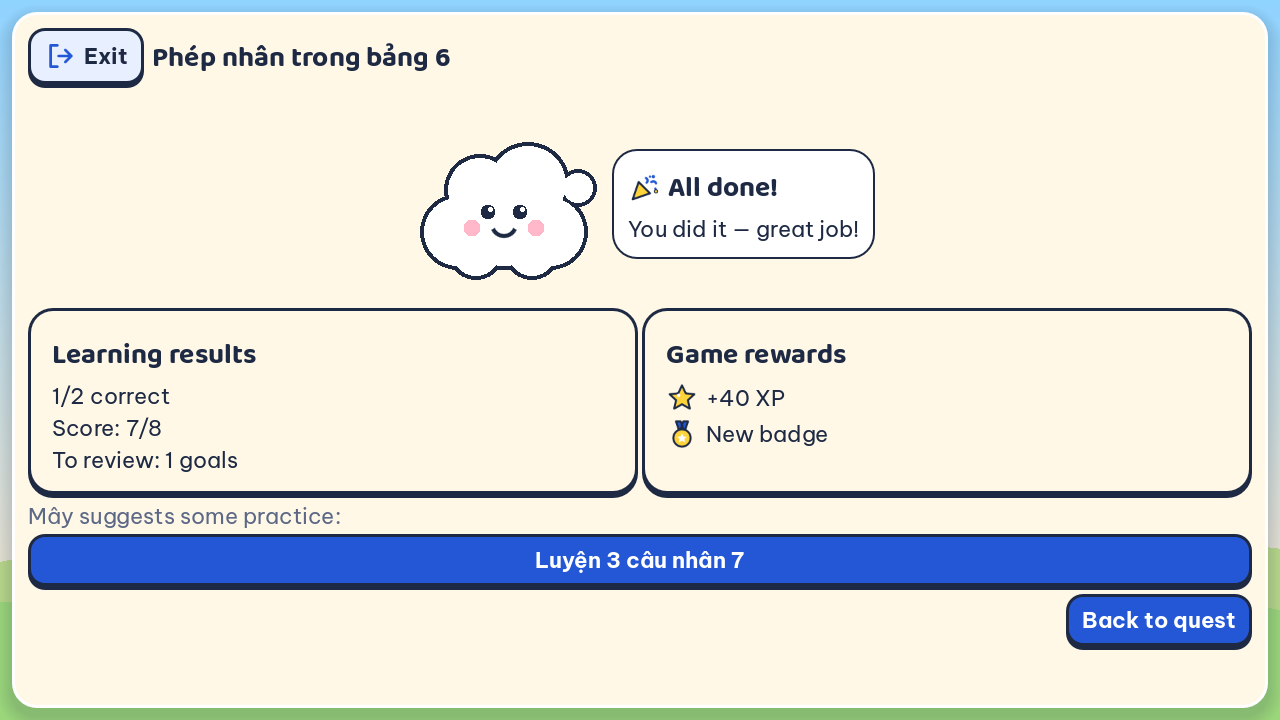 Exit
Phép nhân trong bảng 6
All done!
You did it — great job!
Learning results
1/2 correct
Score: 7/8
To review: 1 goals
Game rewards
+40 XP
New badge
Mây suggests some practice:
Luyện 3 câu nhân 7
Back to quest